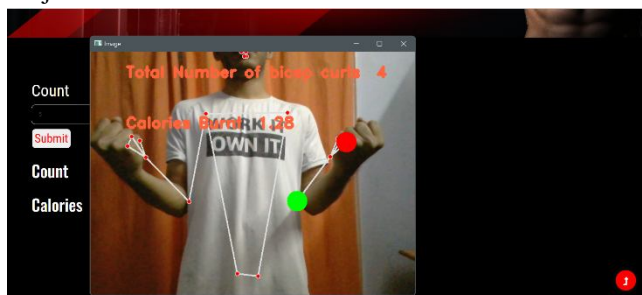 Image
Total Number of bicep curls 4
Count
Calories Burnt 1.28
WORK IT
OWN IT
Submit
Count
Calories